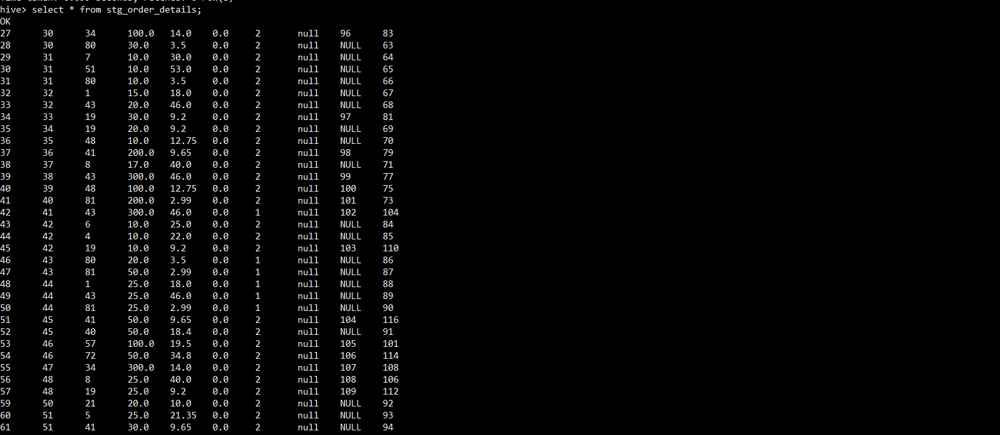 hive> select * from stg_order_details;
OK
27 30 34 100.0 14.0 0.0 2 null 96 83
28 30 80 30.0 3.5 0.0 2 null NULL 63
29 31 7 10.0 30.0 0.0 2 null NULL 64
30 31 51 10.0 53.0 0.0 2 null NULL 65
31 31 80 10.0 3.5 0.0 2 null NULL 66
32 32 1 15.0 18.0 0.0 2 null NULL 67
33 32 43 20.0 46.0 0.0 2 null NULL 68
34 33 19 30.0 9.2 0.0 2 null 97 81
35 34 19 20.0 9.2 0.0 2 null NULL 69
36 35 48 10.0 12.75 0.0 2 null NULL 70
37 36 41 200.0 9.65 0.0 2 null 98 79
38 37 8 17.0 40.0 0.0 2 null NULL 71
39 38 43 300.0 46.0 0.0 2 null 99 77
40 39 48 100.0 12.75 0.0 2 null 100 75
41 40 81 200.0 2.99 0.0 2 null 101 73
42 41 43 300.0 46.0 0.0 1 null 102 104
43 42 6 10.0 25.0 0.0 2 null NULL 84
44 42 4 10.0 22.0 0.0 2 null NULL 85
45 42 19 10.0 9.2 0.0 2 null 103 110
46 43 80 20.0 3.5 0.0 1 null NULL 86
47 43 81 50.0 2.99 0.0 1 null NULL 87
48 44 1 25.0 18.0 0.0 1 null NULL 88
49 44 43 25.0 46.0 0.0 1 null NULL 89
50 44 81 25.0 2.99 0.0 1 null NULL 90
51 45 41 50.0 9.65 0.0 2 null 104 116
52 45 40 50.0 18.4 0.0 2 null NULL 91
53 46 57 100.0 19.5 0.0 2 null 105 101
54 46 72 50.0 34.8 0.0 2 null 106 114
55 47 34 300.0 14.0 0.0 2 null 107 108
56 48 8 25.0 40.0 0.0 2 null 108 106
57 48 19 25.0 9.2 0.0 2 null 109 112
59 50 21 20.0 10.0 0.0 2 null NULL 92
60 51 5 25.0 21.35 0.0 2 null NULL 93
61 51 41 30.0 9.65 0.0 2 null NULL 94